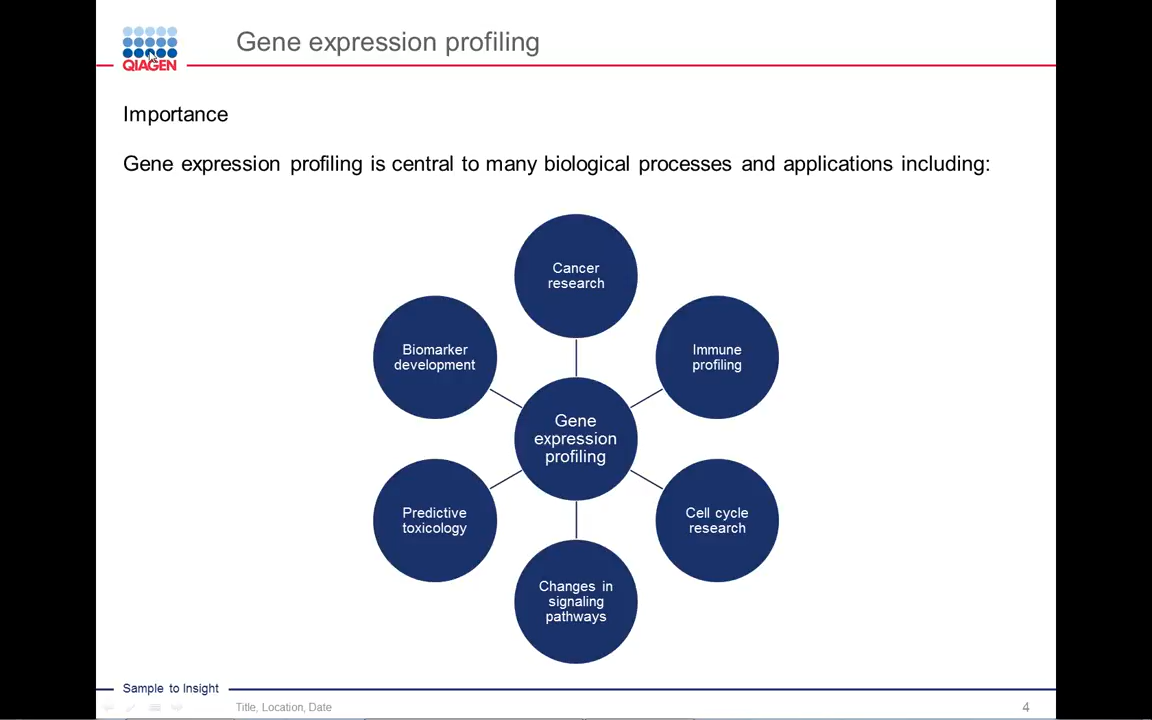 Gene expression profiling
QIAGEN
Importance
Gene expression profiling is central to many biological processes and applications including:
Cancer
research
Biomarker
development
Immune
profiling
Gene
expression
profiling
Predictive
toxicology
Cell cycle
research
Changes in
signaling
pathways
Sample to Insight
Title, Location, Date
4